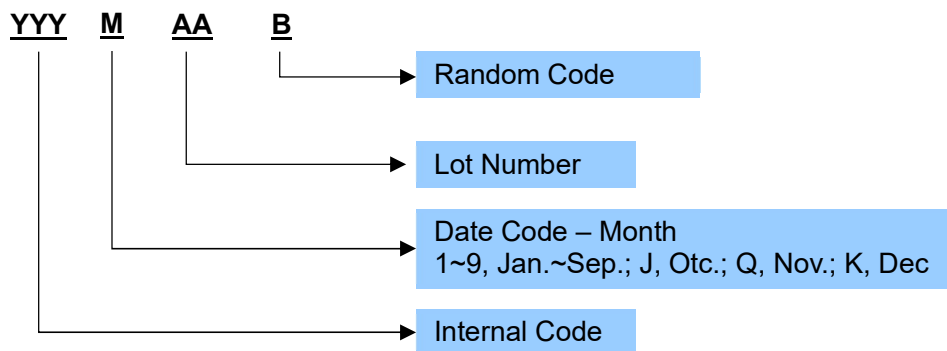 YYY M AA B
Random Code
Lot Number
Date Code – Month
1~9, Jan.~Sep.; J, Otc.; Q, Nov.; K, Dec
Internal Code